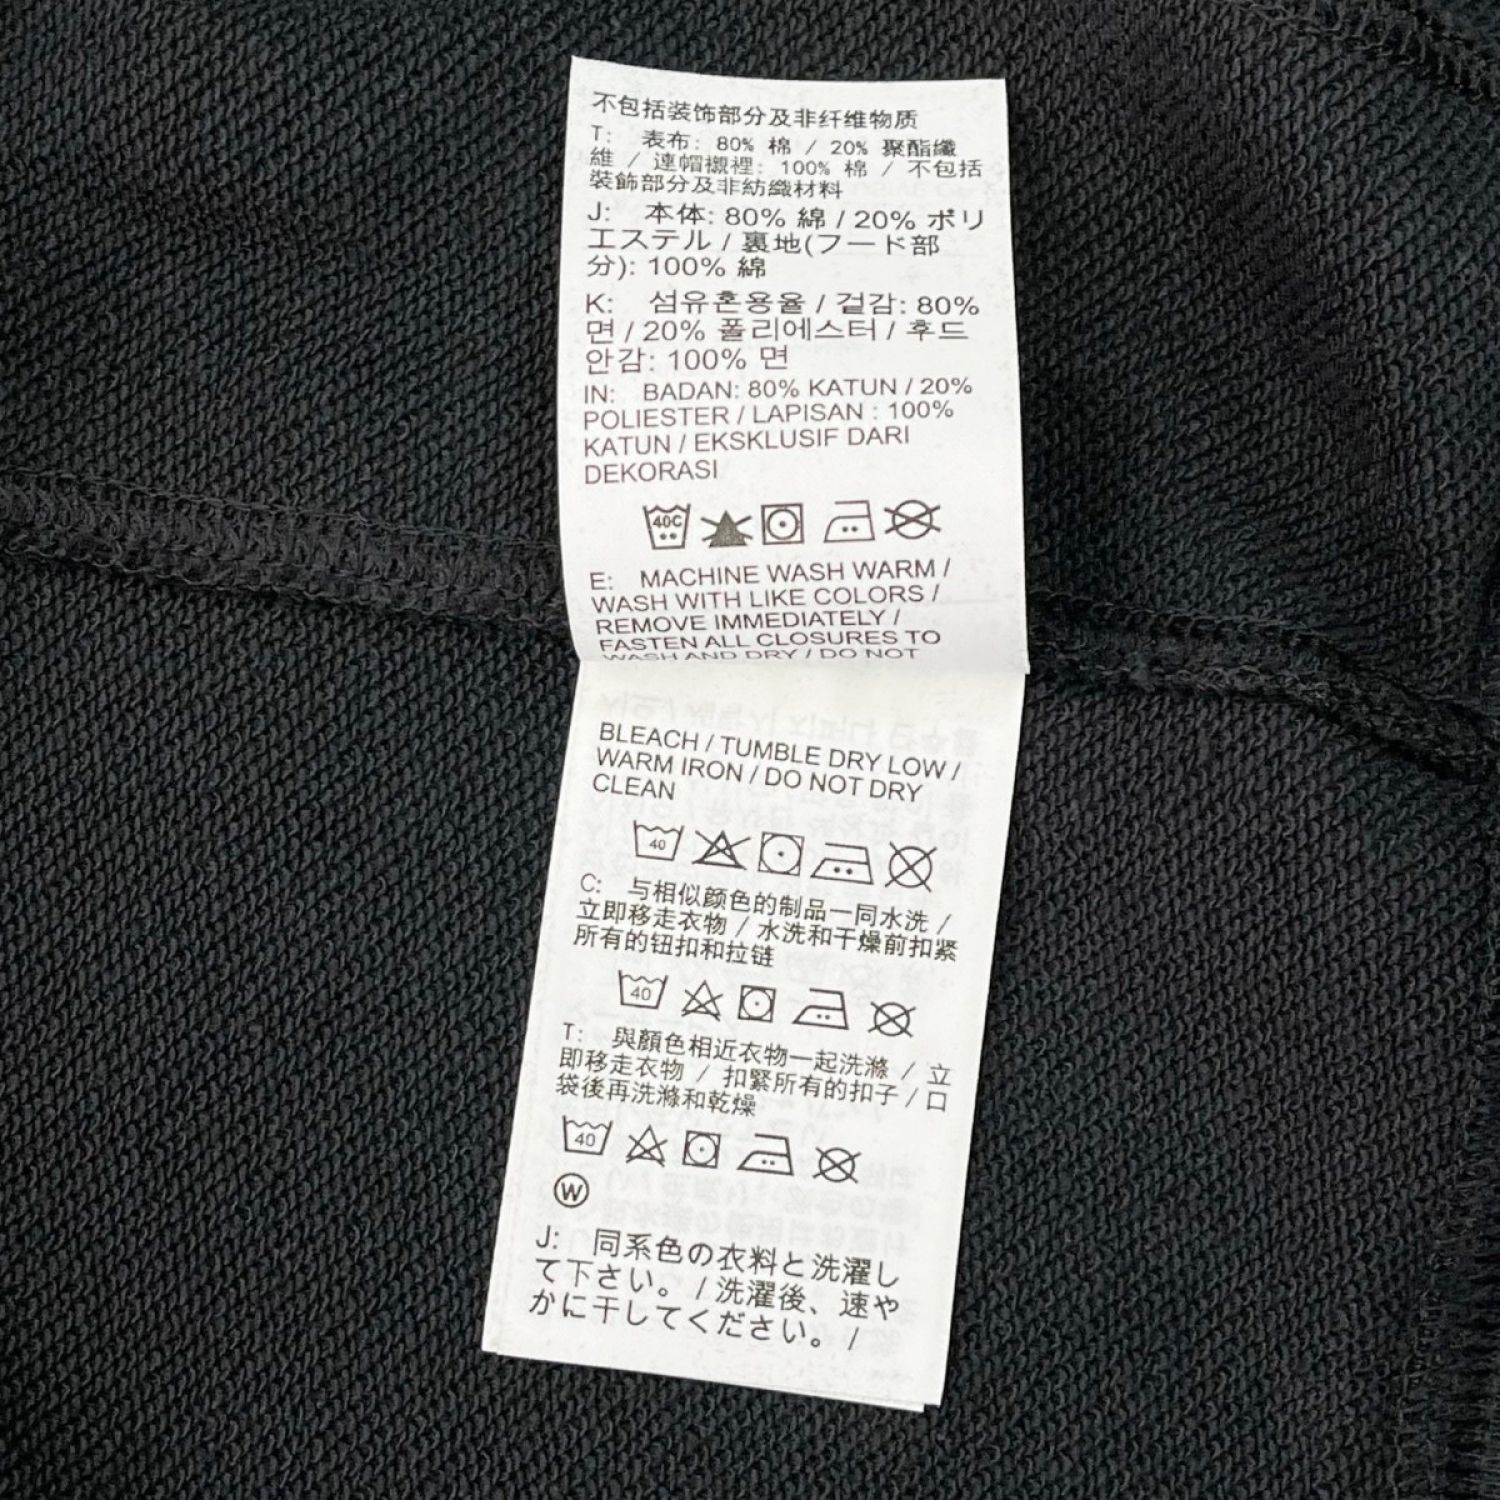 不包括装饰部分及非纤维物质
T: 表布: 80% 棉 / 20% 聚酯纖
維 / 連帽襯裡: 100% 棉 / 不包括
裝飾部分及非紡織材料
J: 本体: 80% 綿 / 20% ポリ
エステル / 裏地(フード部
分): 100% 綿
K: 섬유혼용율 / 겉감: 80%
면 / 20% 폴리에스터 / 후드
안감: 100% 면
IN: BADAN: 80% KATUN / 20%
POLIESTER / LAPISAN : 100%
KATUN / EKSKLUSIF DARI
DEKORASI
40C
E: MACHINE WASH WARM /
WASH WITH LIKE COLORS /
REMOVE IMMEDIATELY /
FASTEN ALL CLOSURES TO
WASH AND DRY / DO NOT
BLEACH / TUMBLE DRY LOW /
WARM IRON / DO NOT DRY
CLEAN
40
C: 与相似颜色的制品一同水洗 /
立即移走衣物 / 水洗和干燥前扣紧
所有的钮扣和拉链
40
T: 與顏色相近衣物一起洗滌 / 立
即移走衣物 / 扣緊所有的扣子 / 口
袋後再洗滌和乾燥
40
W
J: 同系色の衣料と洗濯し
て下さい。 / 洗濯後、速や
かに干してください。 /